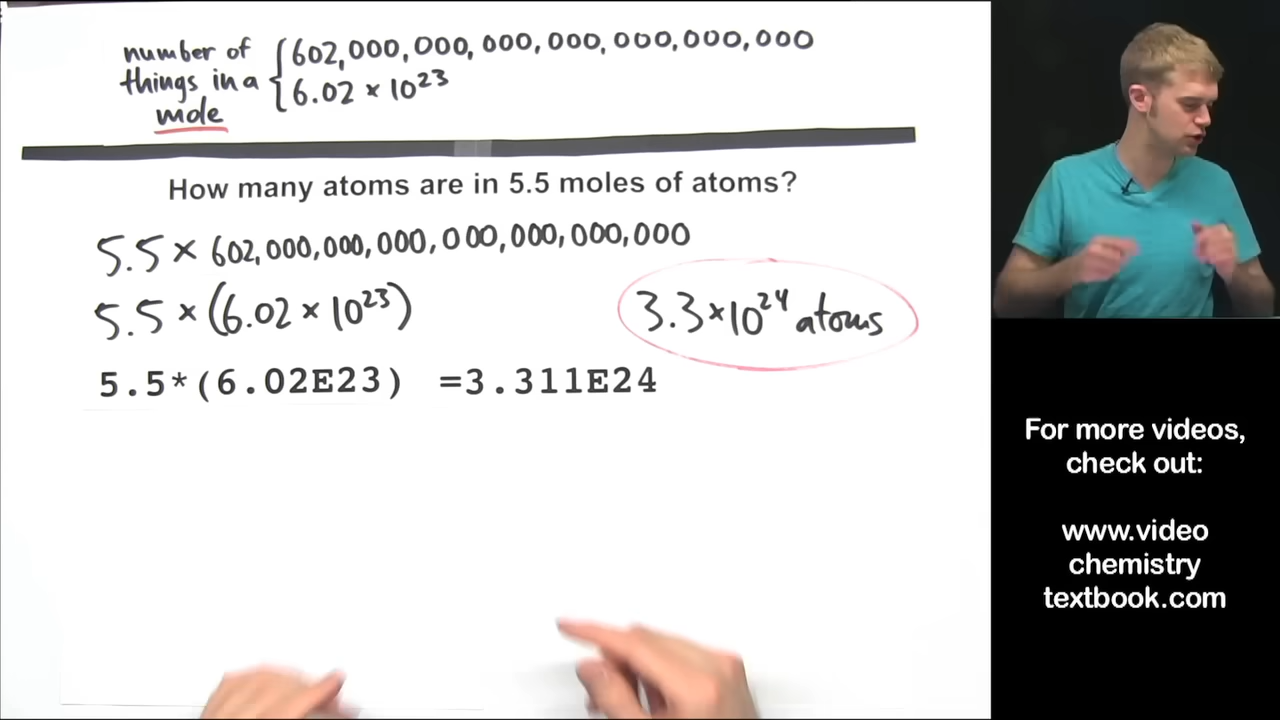 number of
things in a
mole
602,000,000,000,000,000,000,000
6.02 × 10²³
How many atoms are in 5.5 moles of atoms?
5.5 × 602,000,000,000,000,000,000,000
5.5 × (6.02 × 10²³)
3.3×10²⁴ atoms
5.5*(6.02E23) =3.311E24
For more videos,
check out:
www.video
chemistry
textbook.com